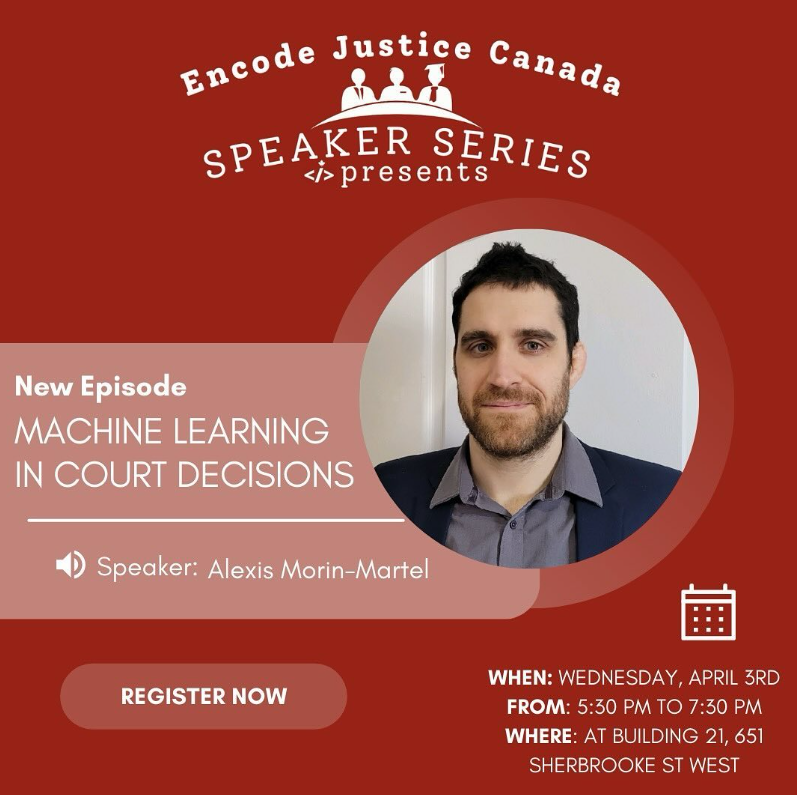 Encode Justice Canada
SPEAKER SERIES
</> presents
New Episode
MACHINE LEARNING
IN COURT DECISIONS
Speaker: Alexis Morin-Martel
REGISTER NOW
WHEN: WEDNESDAY, APRIL 3RD
FROM: 5:30 PM TO 7:30 PM
WHERE: AT BUILDING 21, 651
SHERBROOKE ST WEST